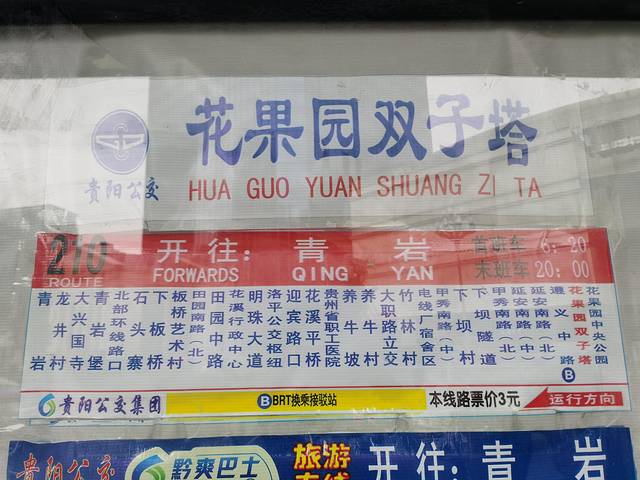 花果园双子塔
贵阳公交
HUA GUO YUAN SHUANG ZI TA
210
ROUTE
开往：青岩
FORWARDS QING YAN
首班车 6:20
末班车 20:00
青岩
龙井村
大兴国寺
青岩堡
北部环线路口
石头寨
下板桥
板桥艺术村
田园南路（北）
田园中路
花溪行政中心
明珠大道
洛平公交枢纽
迎宾路口
花溪平桥
贵州省职工医院
养牛坡
养牛村
大职路立交
竹林村
电线厂宿舍区
甲秀南路（中）
下坝村
下坝隧道
甲秀南路（北）
延安南路（中）
延安南路（北）
遵义中路
B
花果园双子塔
花果园中央公园
贵阳公交集团
B BRT换乘接驳站
本线路票价3元
运行方向
贵阳公交
黔爽巴士
旅游
开往：青岩